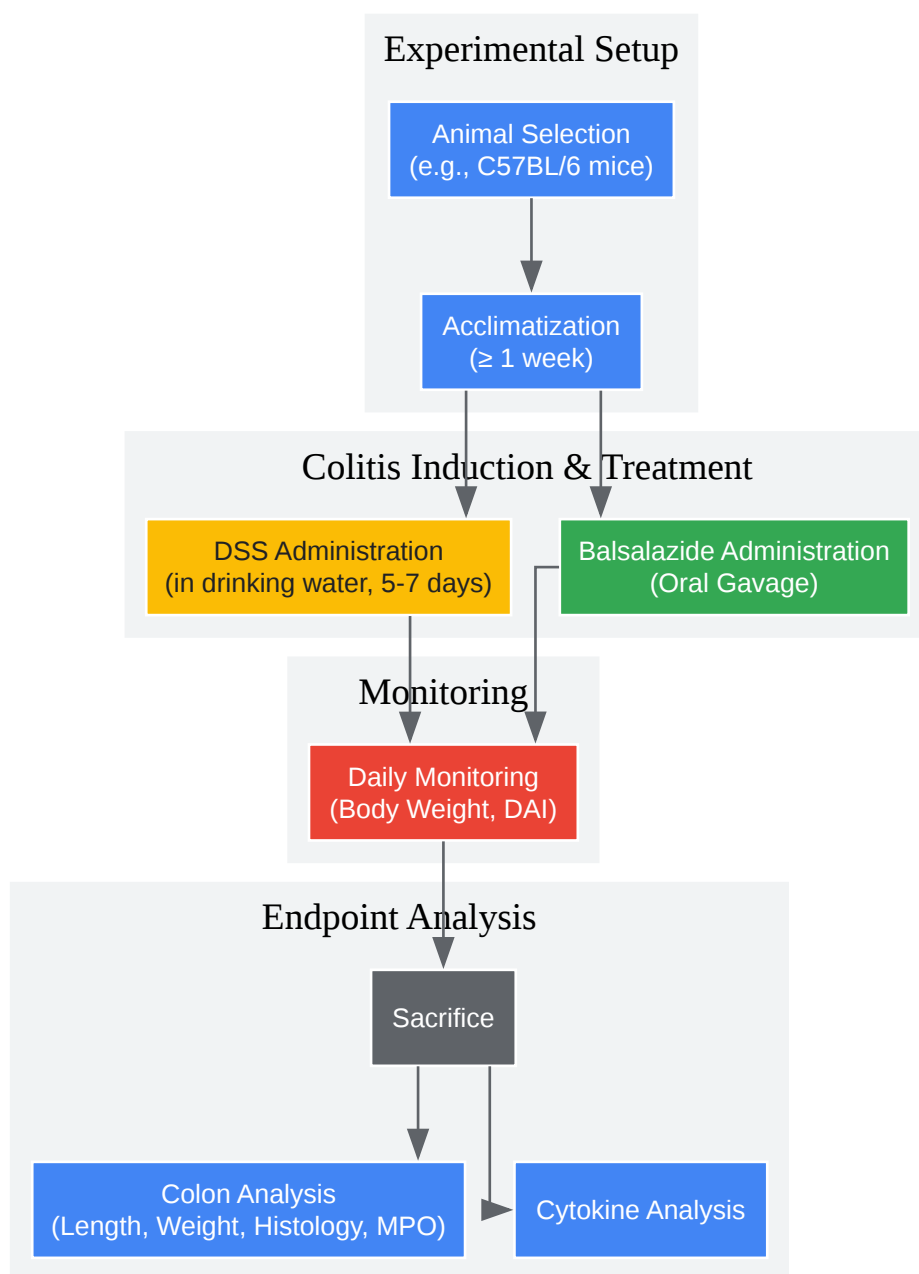 Experimental Setup
Animal Selection
(e.g., C57BL/6 mice)
Acclimatization
(≥ 1 week)
Colitis Induction & Treatment
DSS Administration
(in drinking water, 5-7 days)
Balsalazide Administration
(Oral Gavage)
Monitoring
Daily Monitoring
(Body Weight, DAI)
Endpoint Analysis
Sacrifice
Colon Analysis
(Length, Weight, Histology, MPO)
Cytokine Analysis